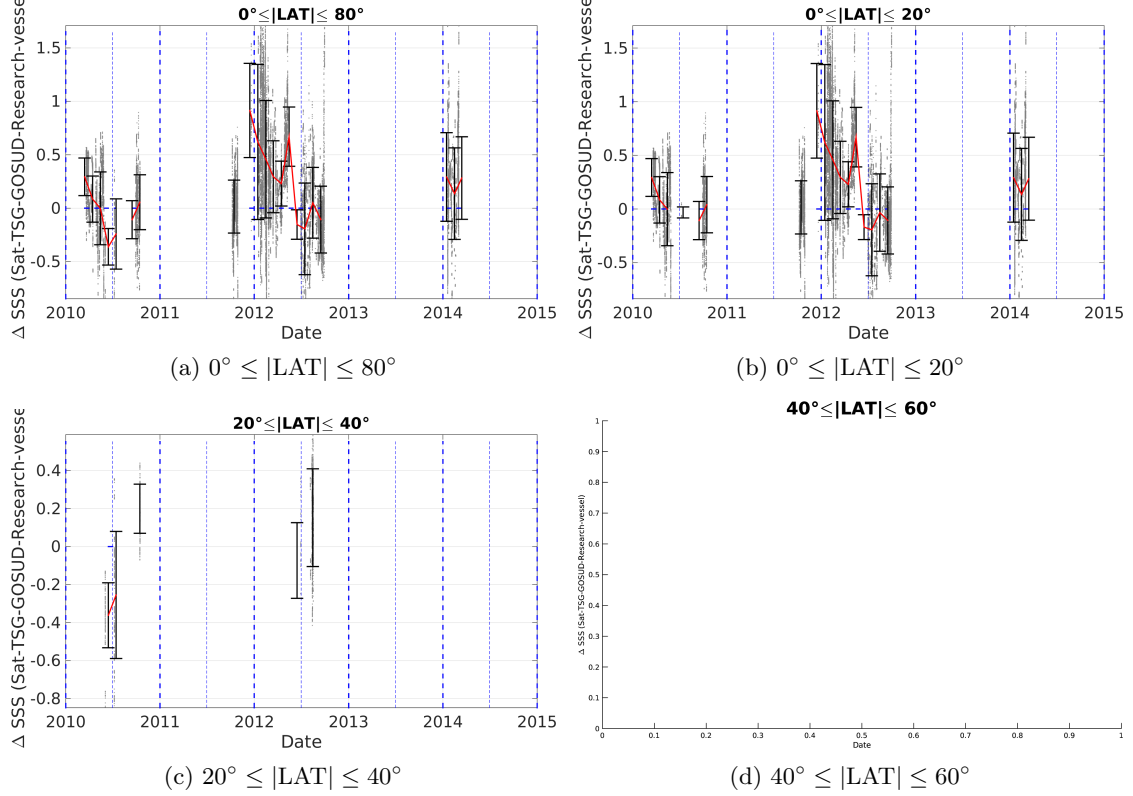 0°≤|LAT|≤ 80°
Δ SSS (Sat-TSG-GOSUD-Research-vesse
1.5
1
0.5
0
-0.5
2010 2011 2012 2013 2014 2015
Date
(a) 0° ≤ |LAT| ≤ 80°
0°≤|LAT|≤ 20°
Δ SSS (Sat-TSG-GOSUD-Research-vesse
1.5
1
0.5
0
-0.5
2010 2011 2012 2013 2014 2015
Date
(b) 0° ≤ |LAT| ≤ 20°
20°≤|LAT|≤ 40°
Δ SSS (Sat-TSG-GOSUD-Research-vesse
0.4
0.2
0
-0.2
-0.4
-0.6
-0.8
2010 2011 2012 2013 2014 2015
Date
(c) 20° ≤ |LAT| ≤ 40°
40°≤|LAT|≤ 60°
Δ SSS (Sat-TSG-GOSUD-Research-vessel)
1
0.9
0.8
0.7
0.6
0.5
0.4
0.3
0.2
0.1
0
0 0.1 0.2 0.3 0.4 0.5 0.6 0.7 0.8 0.9 1
Date
(d) 40° ≤ |LAT| ≤ 60°